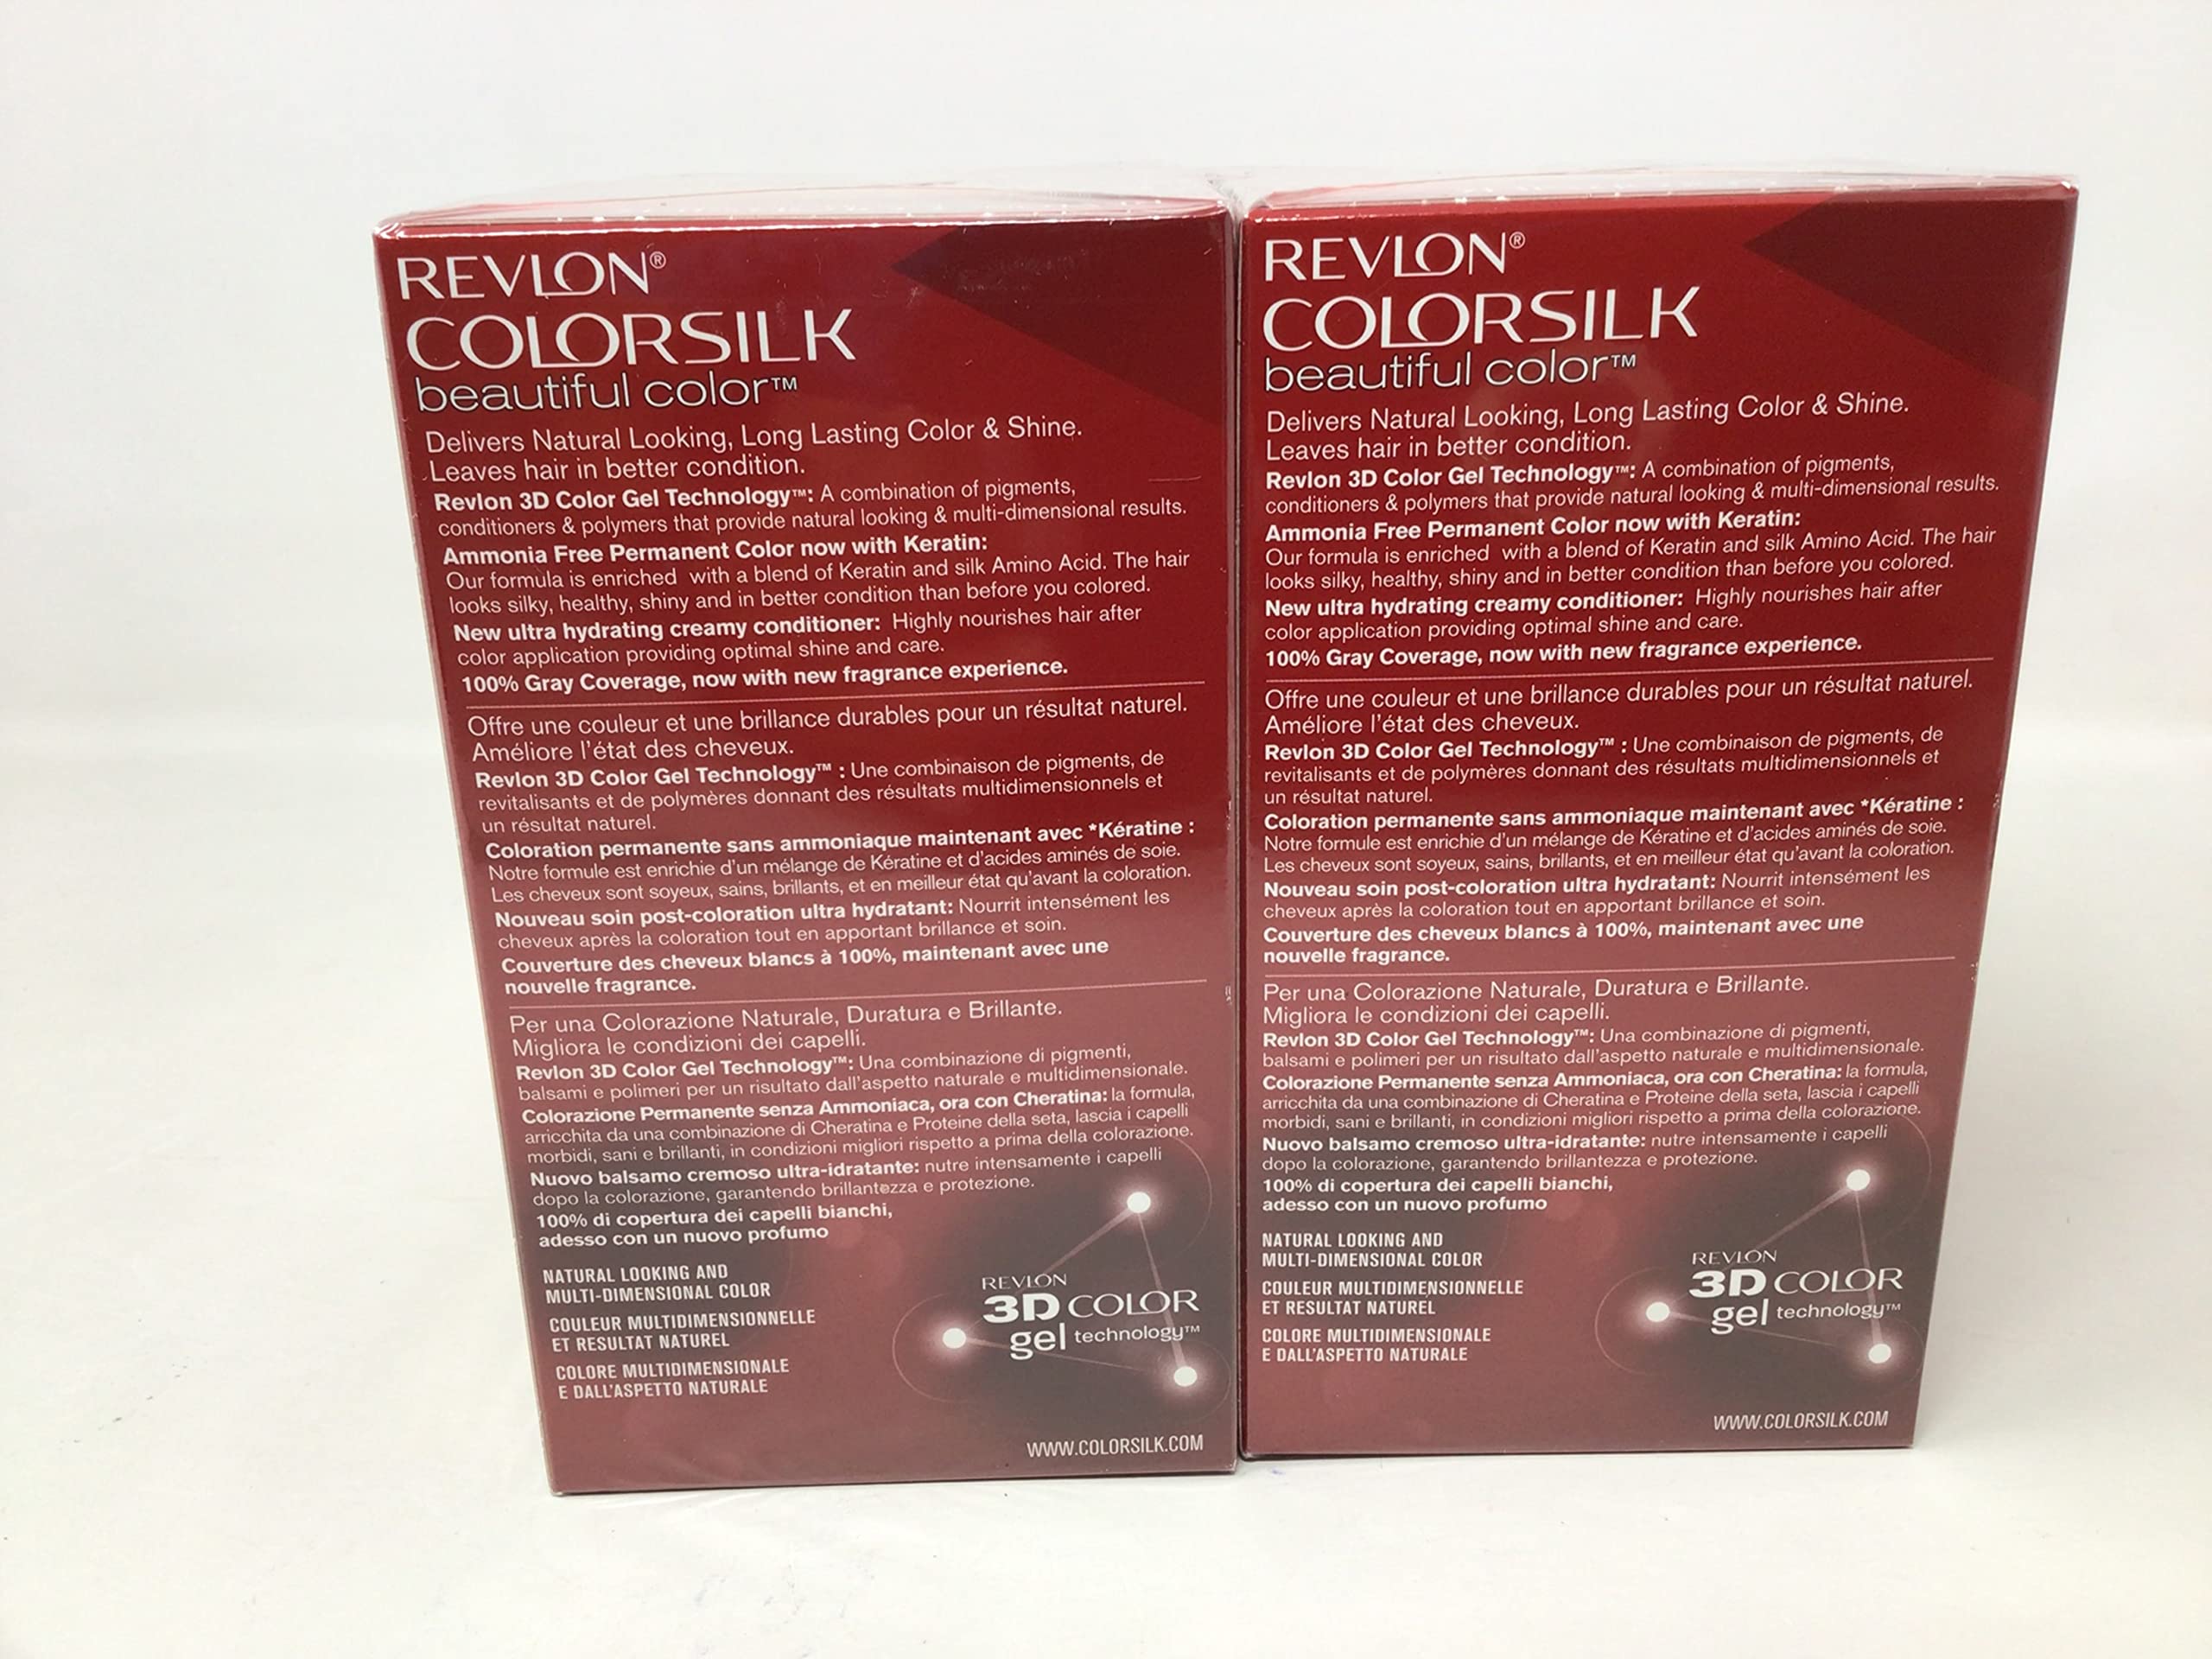 REVLON®
COLORSILK
beautiful color™
Delivers Natural Looking, Long Lasting Color & Shine.
Leaves hair in better condition.
Revlon 3D Color Gel Technology™: A combination of pigments,
conditioners & polymers that provide natural looking & multi-dimensional results.
Ammonia Free Permanent Color now with Keratin:
Our formula is enriched with a blend of Keratin and silk Amino Acid. The hair
looks silky, healthy, shiny and in better condition than before you colored.
New ultra hydrating creamy conditioner: Highly nourishes hair after
color application providing optimal shine and care.
100% Gray Coverage, now with new fragrance experience.
Offre une couleur et une brillance durables pour un résultat naturel.
Améliore l'état des cheveux.
Revlon 3D Color Gel Technology™ : Une combinaison de pigments, de
revitalisants et de polymères donnant des résultats multidimensionnels et
un résultat naturel.
Coloration permanente sans ammoniaque maintenant avec *Kératine :
Notre formule est enrichie d'un mélange de Kératine et d'acides aminés de soie.
Les cheveux sont soyeux, sains, brillants, et en meilleur état qu'avant la coloration.
Nouveau soin post-coloration ultra hydratant: Nourrit intensément les
cheveux après la coloration tout en apportant brillance et soin.
Couverture des cheveux blancs à 100%, maintenant avec une
nouvelle fragrance.
Per una Colorazione Naturale, Duratura e Brillante.
Migliora le condizioni dei capelli.
Revlon 3D Color Gel Technology™: Una combinazione di pigmenti,
balsami e polimeri per un risultato dall'aspetto naturale e multidimensionale.
Colorazione Permanente senza Ammoniaca, ora con Cheratina: la formula,
arricchita da una combinazione di Cheratina e Proteine della seta, lascia i capelli
morbidi, sani e brillanti, in condizioni migliori rispetto a prima della colorazione.
Nuovo balsamo cremoso ultra-idratante: nutre intensamente i capelli
dopo la colorazione, garantendo brillantezza e protezione.
100% di copertura dei capelli bianchi,
adesso con un nuovo profumo
NATURAL LOOKING AND
MULTI-DIMENSIONAL COLOR
COULEUR MULTIDIMENSIONNELLE
ET RESULTAT NATUREL
COLORE MULTIDIMENSIONALE
E DALL'ASPETTO NATURALE
REVLON
3D COLOR
gel technology™
WWW.COLORSILK.COM
REVLON®
COLORSILK
beautiful color™
Delivers Natural Looking, Long Lasting Color & Shine.
Leaves hair in better condition.
Revlon 3D Color Gel Technology™: A combination of pigments,
conditioners & polymers that provide natural looking & multi-dimensional results.
Ammonia Free Permanent Color now with Keratin:
Our formula is enriched with a blend of Keratin and silk Amino Acid. The hair
looks silky, healthy, shiny and in better condition than before you colored.
New ultra hydrating creamy conditioner: Highly nourishes hair after
color application providing optimal shine and care.
100% Gray Coverage, now with new fragrance experience.
Offre une couleur et une brillance durables pour un résultat naturel.
Améliore l'état des cheveux.
Revlon 3D Color Gel Technology™ : Une combinaison de pigments, de
revitalisants et de polymères donnant des résultats multidimensionnels et
un résultat naturel.
Coloration permanente sans ammoniaque maintenant avec *Kératine :
Notre formule est enrichie d'un mélange de Kératine et d'acides aminés de soie.
Les cheveux sont soyeux, sains, brillants, et en meilleur état qu'avant la coloration.
Nouveau soin post-coloration ultra hydratant: Nourrit intensément les
cheveux après la coloration tout en apportant brillance et soin.
Couverture des cheveux blancs à 100%, maintenant avec une
nouvelle fragrance.
Per una Colorazione Naturale, Duratura e Brillante.
Migliora le condizioni dei capelli.
Revlon 3D Color Gel Technology™: Una combinazione di pigmenti,
balsami e polimeri per un risultato dall'aspetto naturale e multidimensionale.
Colorazione Permanente senza Ammoniaca, ora con Cheratina: la formula,
arricchita da una combinazione di Cheratina e Proteine della seta, lascia i capelli
morbidi, sani e brillanti, in condizioni migliori rispetto a prima della colorazione.
Nuovo balsamo cremoso ultra-idratante: nutre intensamente i capelli
dopo la colorazione, garantendo brillantezza e protezione.
100% di copertura dei capelli bianchi,
adesso con un nuovo profumo
NATURAL LOOKING AND
MULTI-DIMENSIONAL COLOR
COULEUR MULTIDIMENSIONNELLE
ET RESULTAT NATUREL
COLORE MULTIDIMENSIONALE
E DALL'ASPETTO NATURALE
REVLON
3D COLOR
gel technology™
WWW.COLORSILK.COM